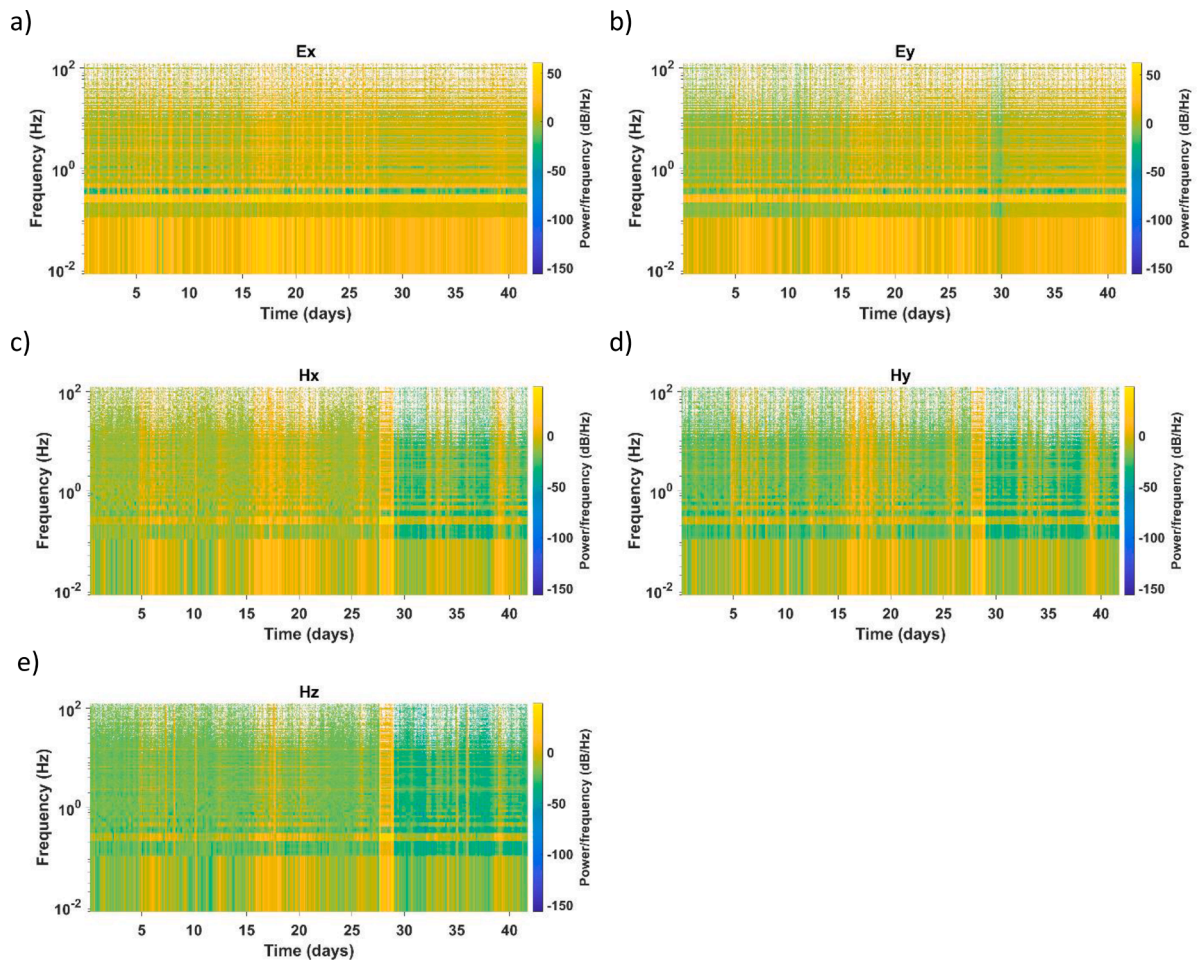 a)
Ex
10^2
10^0
10^-2
Frequency (Hz)
5 10 15 20 25 30 35 40
Time (days)
50
0
-50
-100
-150
Power/frequency (dB/Hz)
b)
Ey
10^2
10^0
10^-2
Frequency (Hz)
5 10 15 20 25 30 35 40
Time (days)
50
0
-50
-100
-150
Power/frequency (dB/Hz)
c)
Hx
10^2
10^0
10^-2
Frequency (Hz)
5 10 15 20 25 30 35 40
Time (days)
0
-50
-100
-150
Power/frequency (dB/Hz)
d)
Hy
10^2
10^0
10^-2
Frequency (Hz)
5 10 15 20 25 30 35 40
Time (days)
0
-50
-100
-150
Power/frequency (dB/Hz)
e)
Hz
10^2
10^0
10^-2
Frequency (Hz)
5 10 15 20 25 30 35 40
Time (days)
0
-50
-100
-150
Power/frequency (dB/Hz)